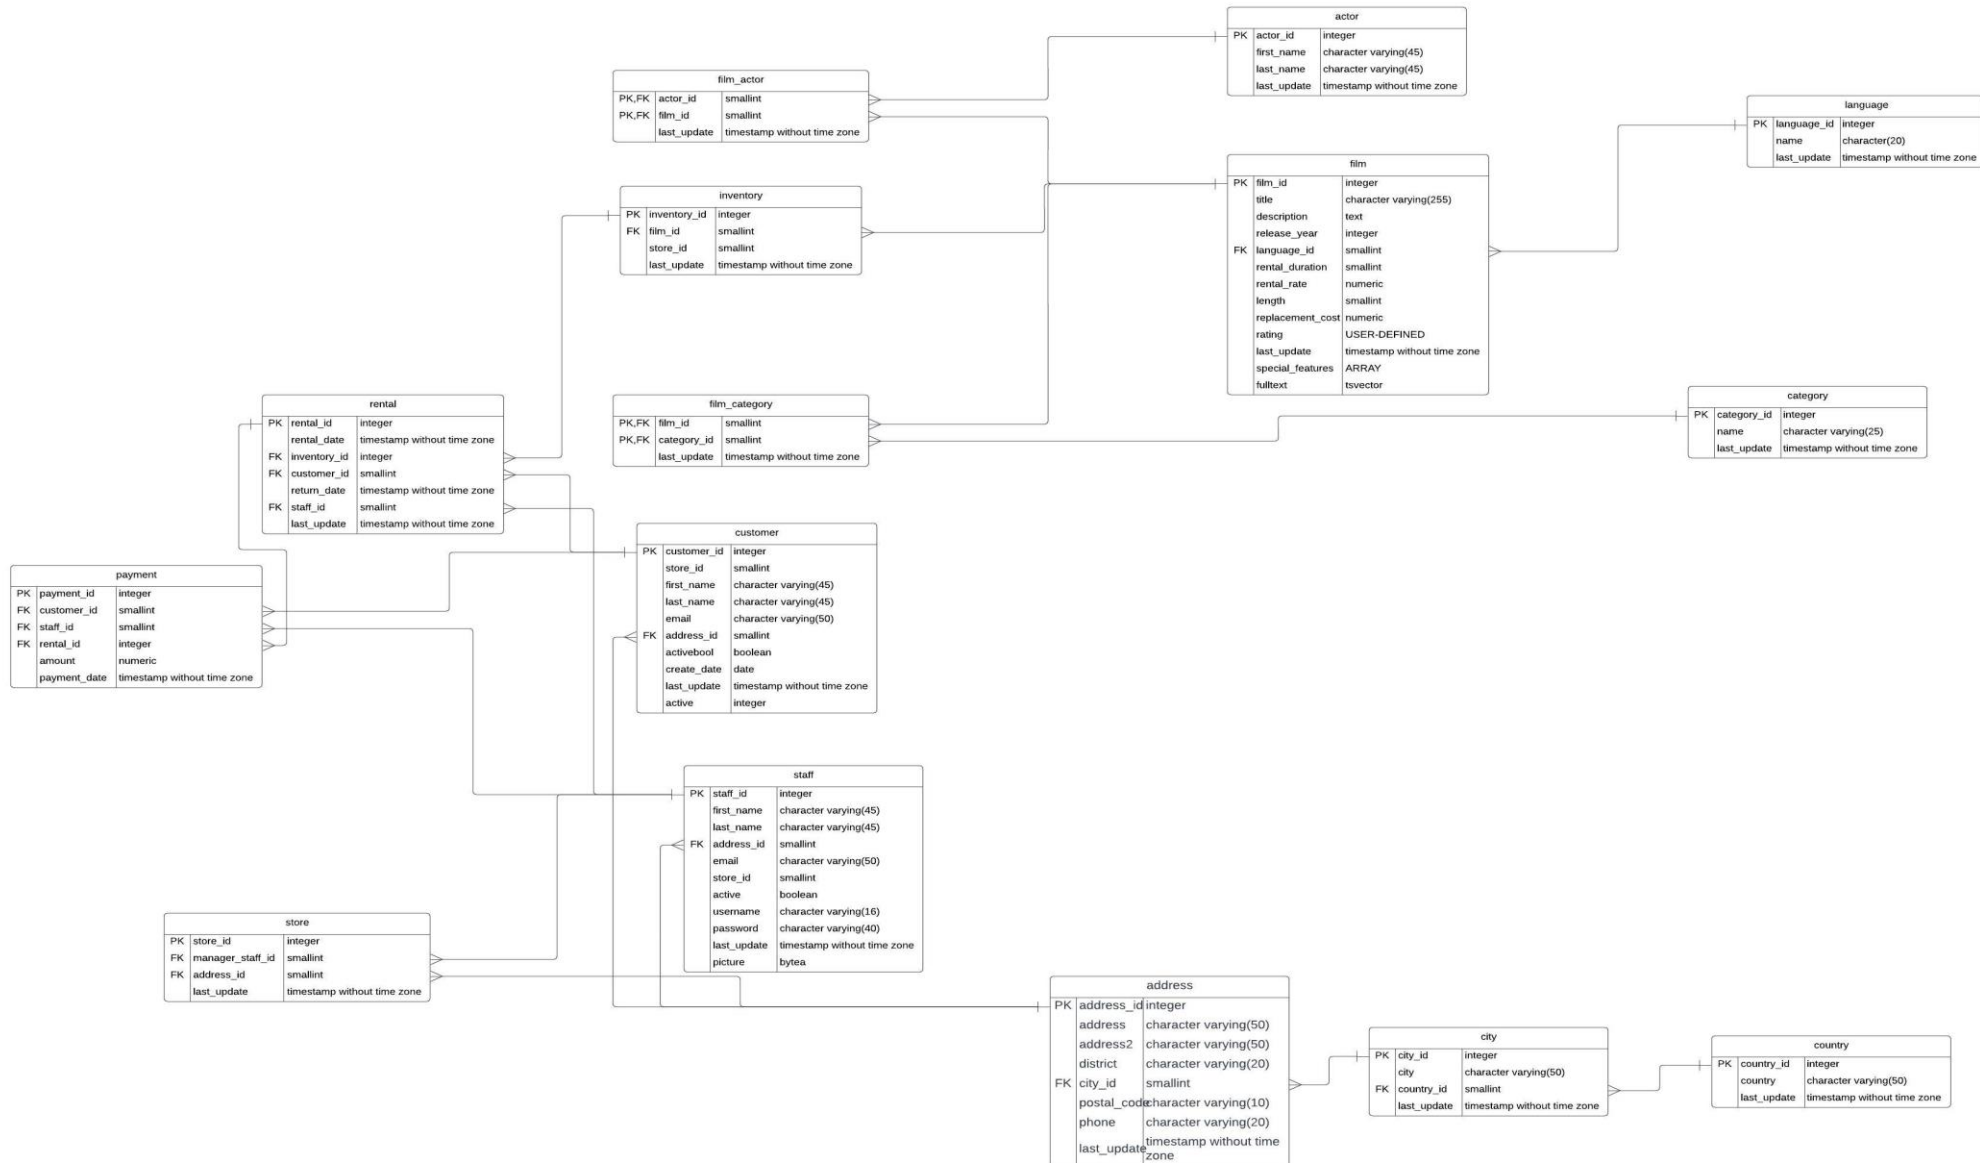 actor
PK actor_id integer
first_name character varying(45)
last_name character varying(45)
last_update timestamp without time zone
film_actor
PK,FK actor_id smallint
PK,FK film_id smallint
last_update timestamp without time zone
language
PK language_id integer
name character(20)
last_update timestamp without time zone
film
PK film_id integer
title character varying(255)
description text
release_year integer
FK language_id smallint
rental_duration smallint
rental_rate numeric
length smallint
replacement_cost numeric
rating USER-DEFINED
last_update timestamp without time zone
special_features ARRAY
fulltext tsvector
inventory
PK inventory_id integer
FK film_id smallint
store_id smallint
last_update timestamp without time zone
rental
PK rental_id integer
rental_date timestamp without time zone
FK inventory_id integer
FK customer_id smallint
return_date timestamp without time zone
FK staff_id smallint
last_update timestamp without time zone
film_category
PK,FK film_id smallint
PK,FK category_id smallint
last_update timestamp without time zone
category
PK category_id integer
name character varying(25)
last_update timestamp without time zone
customer
PK customer_id integer
store_id smallint
first_name character varying(45)
last_name character varying(45)
email character varying(50)
FK address_id smallint
activebool boolean
create_date date
last_update timestamp without time zone
active integer
payment
PK payment_id integer
FK customer_id smallint
FK staff_id smallint
FK rental_id integer
amount numeric
payment_date timestamp without time zone
staff
PK staff_id integer
first_name character varying(45)
last_name character varying(45)
FK address_id smallint
email character varying(50)
store_id smallint
active boolean
username character varying(16)
password character varying(40)
last_update timestamp without time zone
picture bytea
store
PK store_id integer
FK manager_staff_id smallint
FK address_id smallint
last_update timestamp without time zone
address
PK address_id integer
address character varying(50)
address2 character varying(50)
district character varying(20)
FK city_id smallint
postal_code character varying(10)
phone character varying(20)
last_update timestamp without time
zone
city
PK city_id integer
city character varying(50)
FK country_id smallint
last_update timestamp without time zone
country
PK country_id integer
country character varying(50)
last_update timestamp without time zone